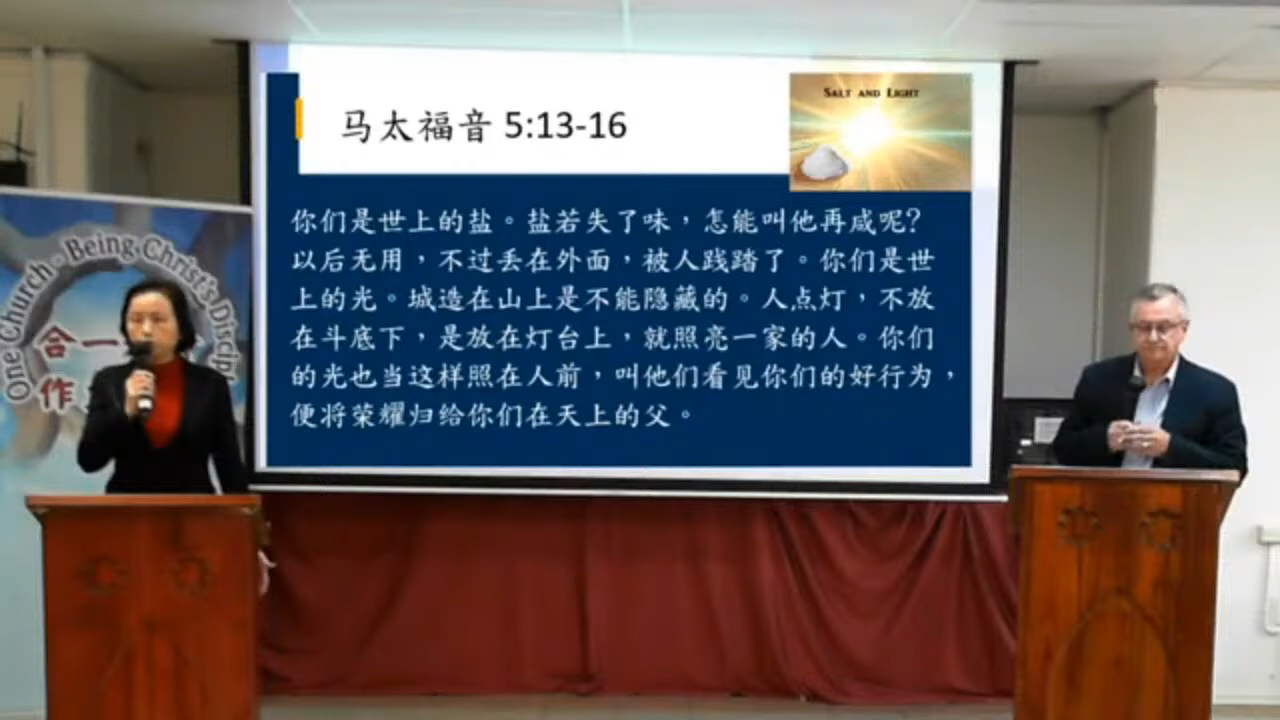 马太福音 5:13-16
SALT AND LIGHT
你们是世上的盐。盐若失了味，怎能叫他再咸呢?
以后无用，不过丢在外面，被人践踏了。你们是世
上的光。城造在山上是不能隐藏的。人点灯，不放
在斗底下，是放在灯台上，就照亮一家的人。你们
的光也当这样照在人前，叫他们看见你们的好行为，
便将荣耀归给你们在天上的父。
One Church - Being Christ's
合一
作